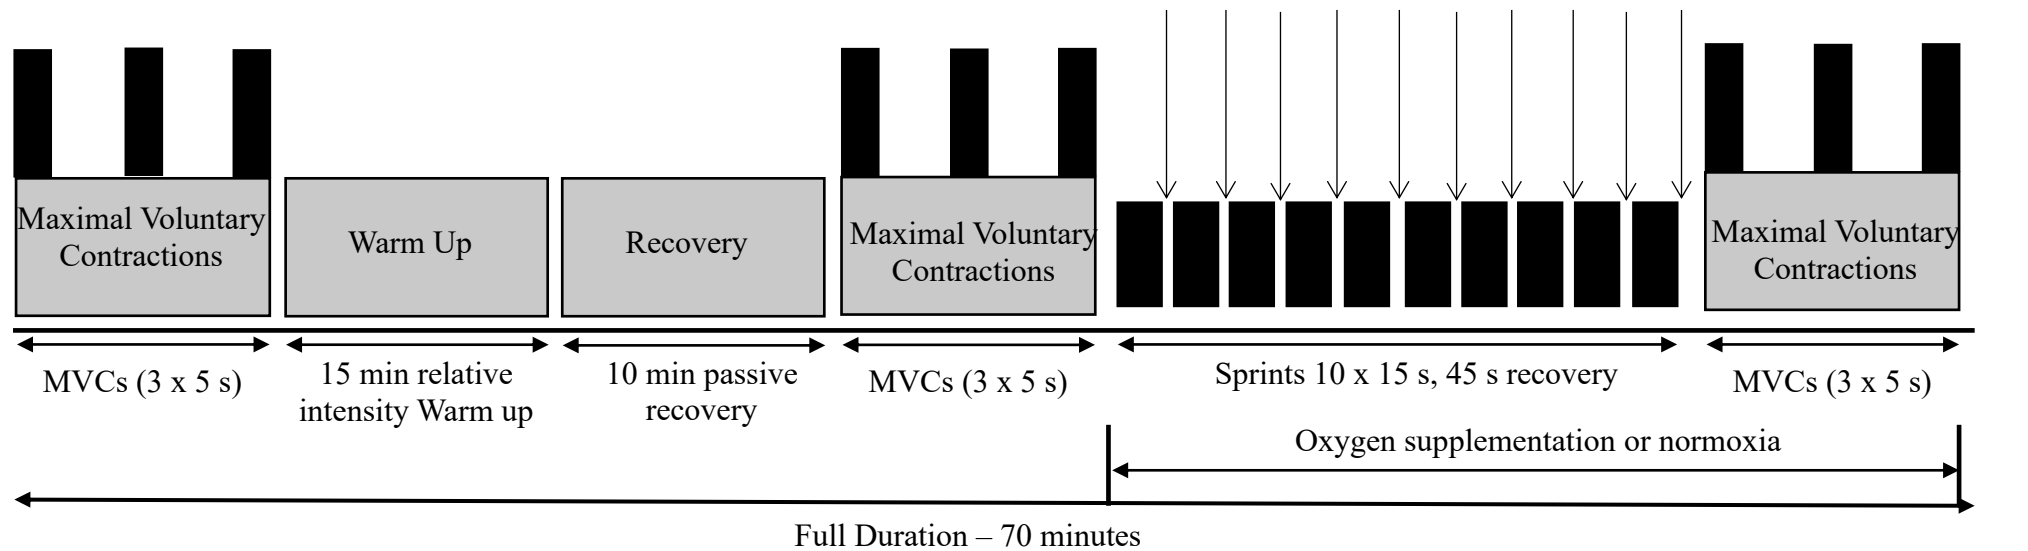 Maximal Voluntary
Contractions
Warm Up
Recovery
Maximal Voluntary
Contractions
Maximal Voluntary
Contractions
MVCs (3 x 5 s)
15 min relative
intensity Warm up
10 min passive
recovery
MVCs (3 x 5 s)
Sprints 10 x 15 s, 45 s recovery
MVCs (3 x 5 s)
Oxygen supplementation or normoxia
Full Duration – 70 minutes